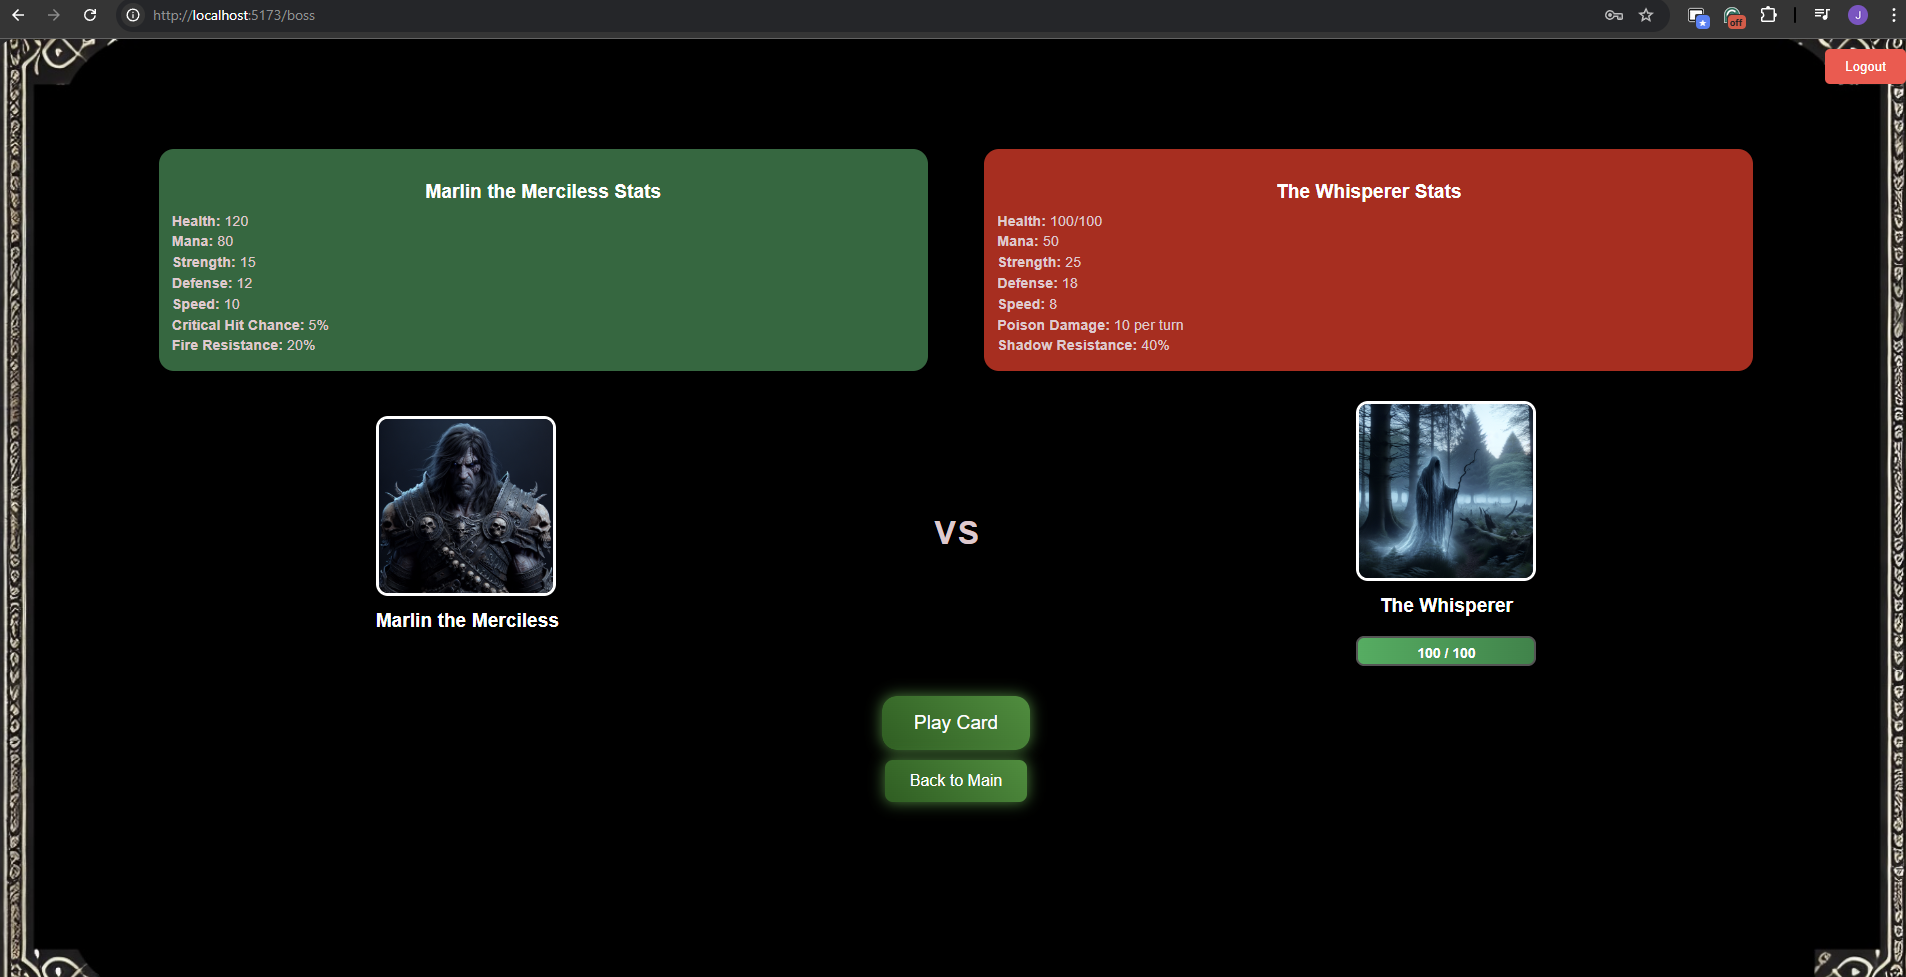 http://localhost:5173/boss
off
J
Logout
Marlin the Merciless Stats
Health: 120
Mana: 80
Strength: 15
Defense: 12
Speed: 10
Critical Hit Chance: 5%
Fire Resistance: 20%
The Whisperer Stats
Health: 100/100
Mana: 50
Strength: 25
Defense: 18
Speed: 8
Poison Damage: 10 per turn
Shadow Resistance: 40%
Marlin the Merciless
VS
The Whisperer
100 / 100
Play Card
Back to Main